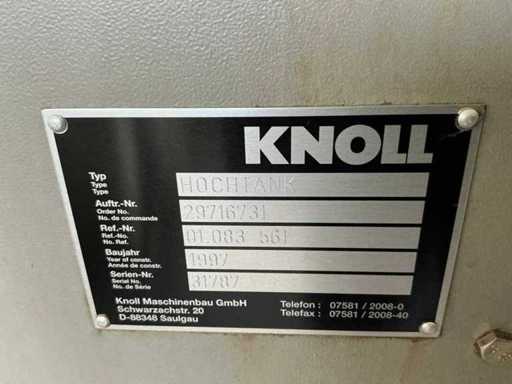 KNOLL
Typ HOCHTANK
Type
Type
Auftr.-Nr. 29716731
Order No.
No. de commande
Ref.-Nr. 01.083 561
Ref.-No.
No. Ref.
Baujahr 1997
Year of constr.
Année de constr.
Serien-Nr. 31787
Serial No.
No. de Série
Knoll Maschinenbau GmbH
Schwarzachstr. 20
D-88348 Saulgau
Telefon : 07581 / 2008-0
Telefax : 07581 / 2008-40